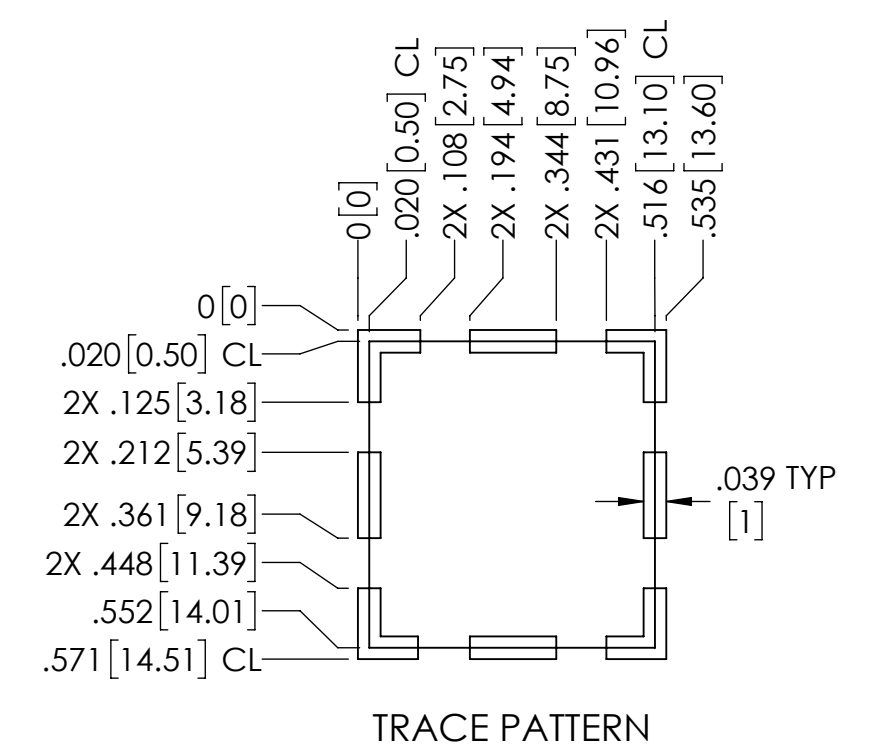 0[0]
.020[0.50] CL
2X .108[2.75]
2X .194[4.94]
2X .344[8.75]
2X .431[10.96]
.516[13.10] CL
.535[13.60]
0[0]
.020[0.50] CL
2X .125[3.18]
2X .212[5.39]
2X .361[9.18]
2X .448[11.39]
.552[14.01]
.571[14.51] CL
.039 TYP
[1]
TRACE PATTERN